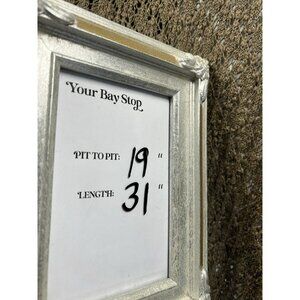 Your Bay Stop
PIT TO PIT: 19 "
LENGTH: 31 "